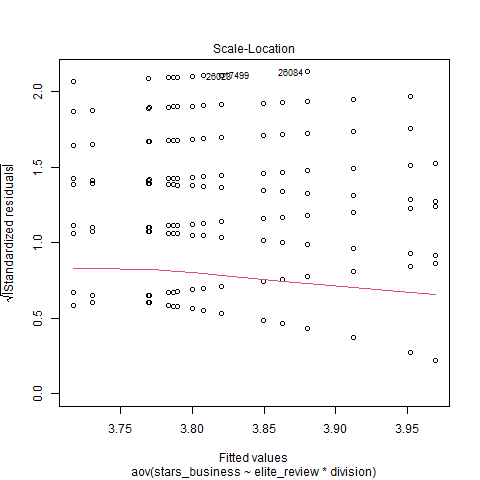 Scale-Location
√|Standardized residuals|
0.0
0.5
1.0
1.5
2.0
26084
3.75
3.80
3.85
3.90
3.95
Fitted values
aov(stars_business ~ elite_review * division)